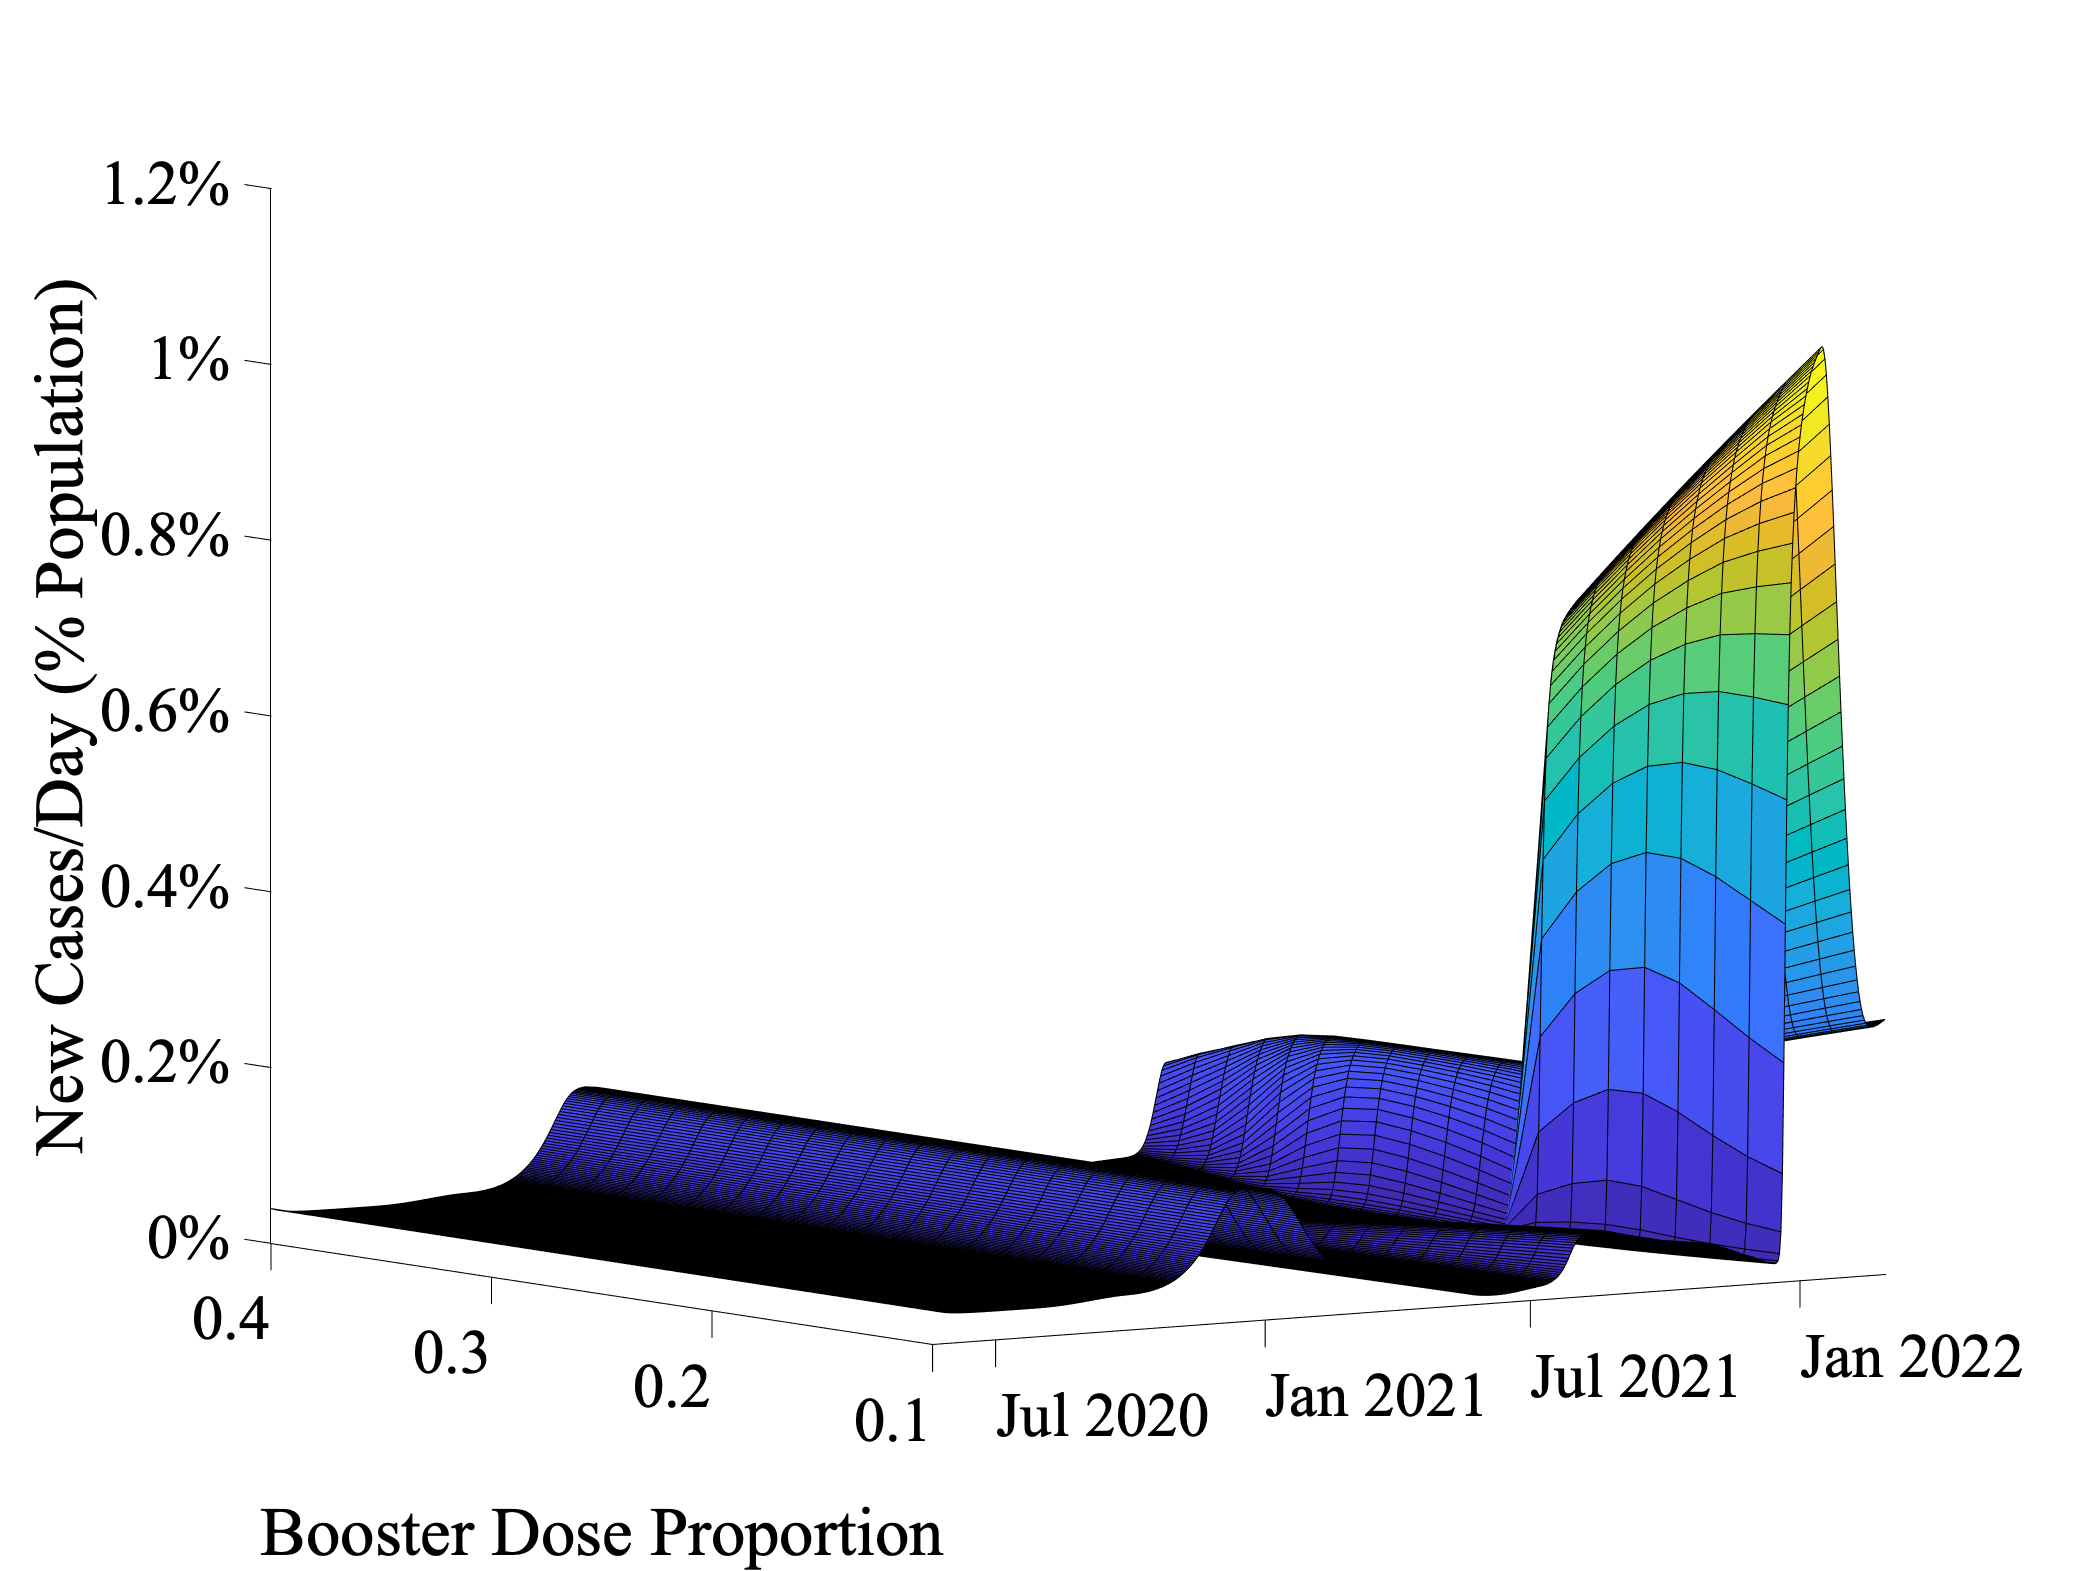 New Cases/Day (% Population)
1.2%
1%
0.8%
0.6%
0.4%
0.2%
0%
0.4
0.3
0.2
0.1
Jul 2020
Jan 2021
Jul 2021
Jan 2022
Booster Dose Proportion